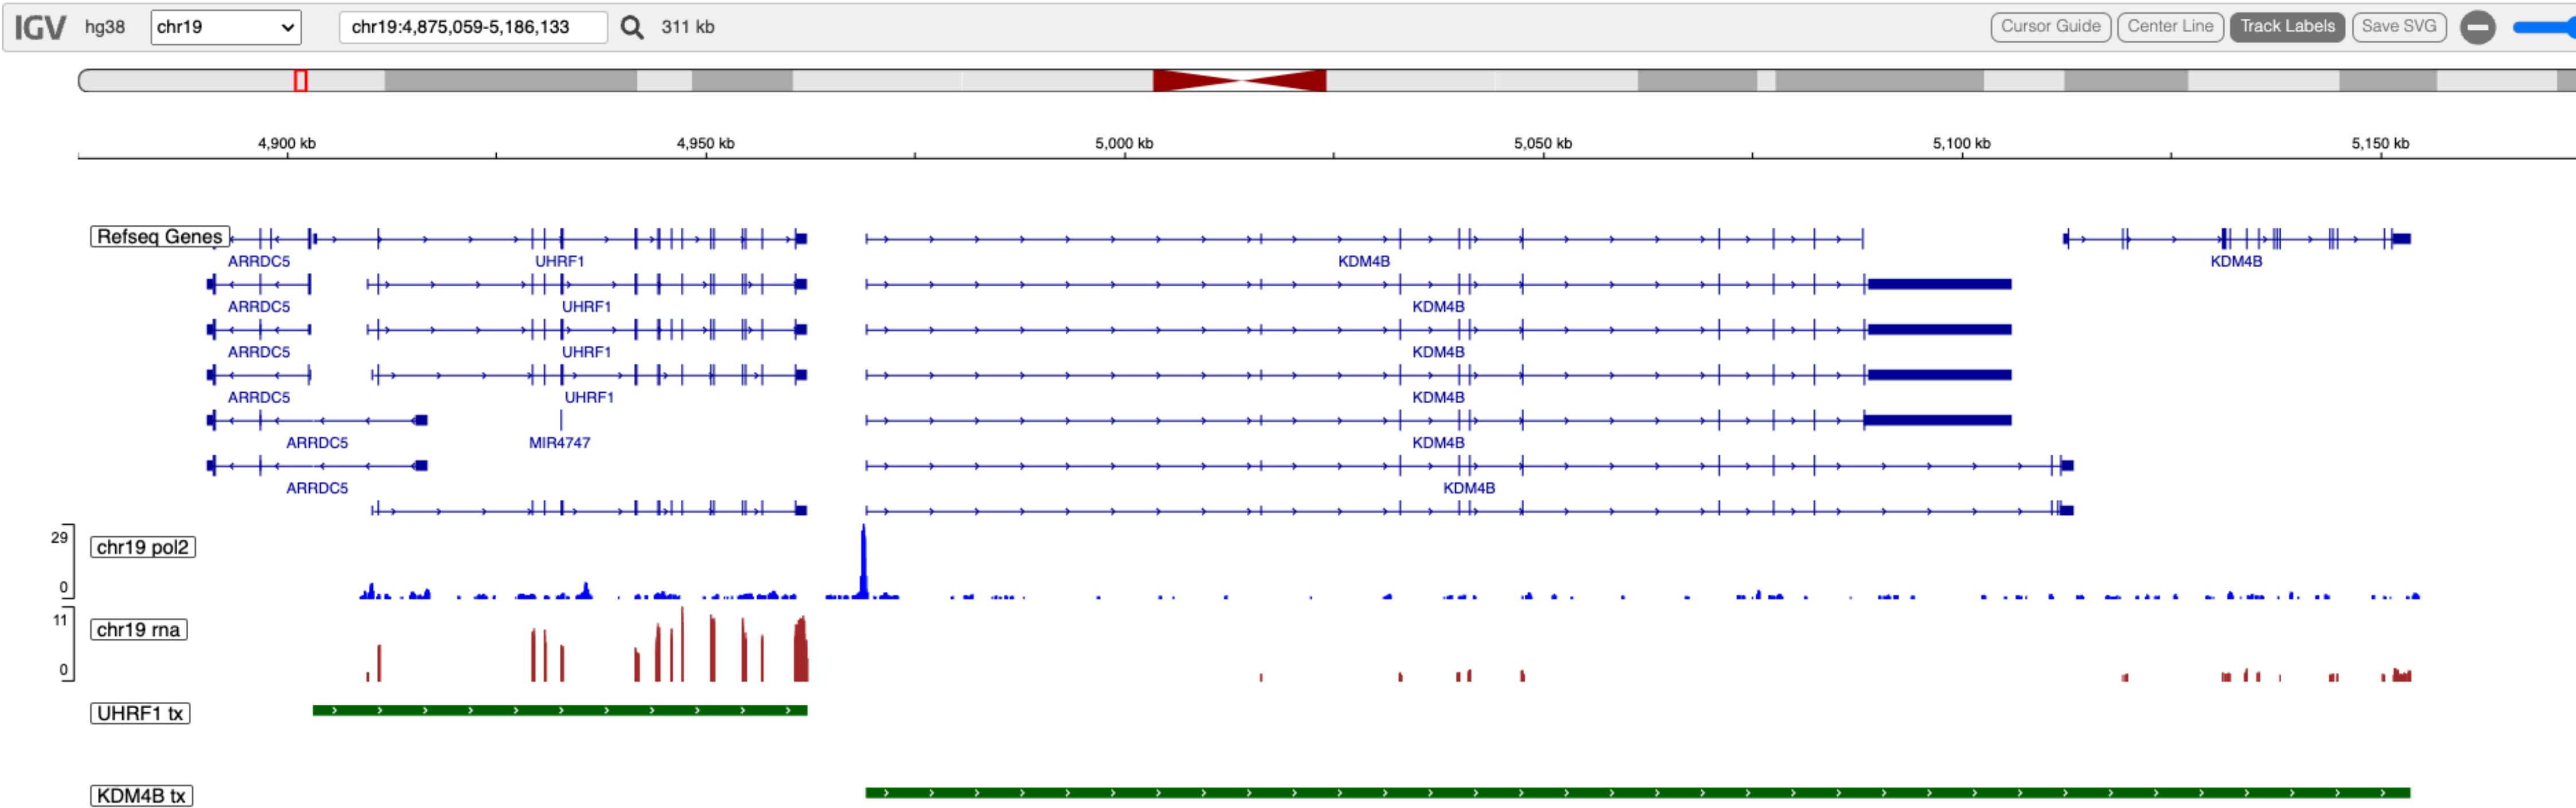 IGV hg38 chr19 chr19:4,875,059-5,186,133 311 kb Cursor Guide Center Line Track Labels Save SVG
4,900 kb 4,950 kb 5,000 kb 5,050 kb 5,100 kb 5,150 kb
Refseq Genes
ARRDC5 UHRF1 KDM4B KDM4B
ARRDC5 UHRF1 KDM4B
ARRDC5 UHRF1 KDM4B
ARRDC5 UHRF1 KDM4B
ARRDC5 MIR4747 KDM4B
ARRDC5 KDM4B
29
chr19 pol2
0
11
chr19 rna
0
UHRF1 tx
KDM4B tx